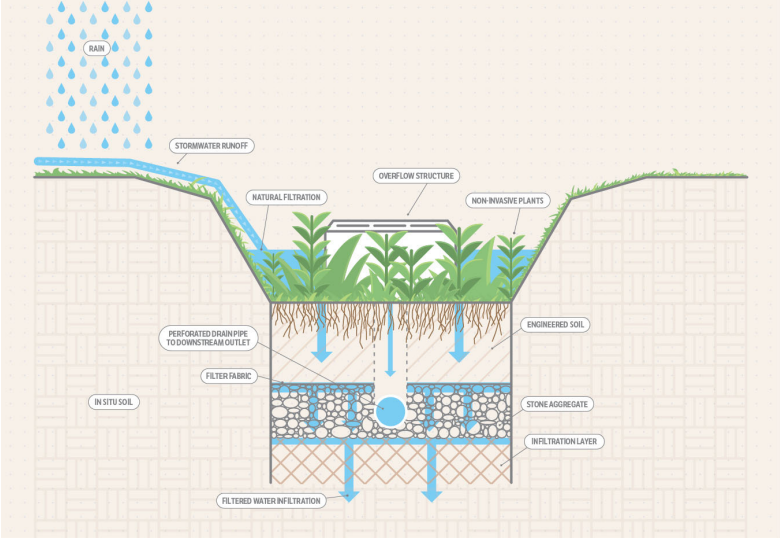 RAIN
STORMWATER RUNOFF
OVERFLOW STRUCTURE
NATURAL FILTRATION
NON-INVASIVE PLANTS
ENGINEERED SOIL
PERFORATED DRAIN PIPE
TO DOWNSTREAM OUTLET
FILTER FABRIC
IN SITU SOIL
STONE AGGREGATE
INFILTRATION LAYER
FILTERED WATER INFILTRATION